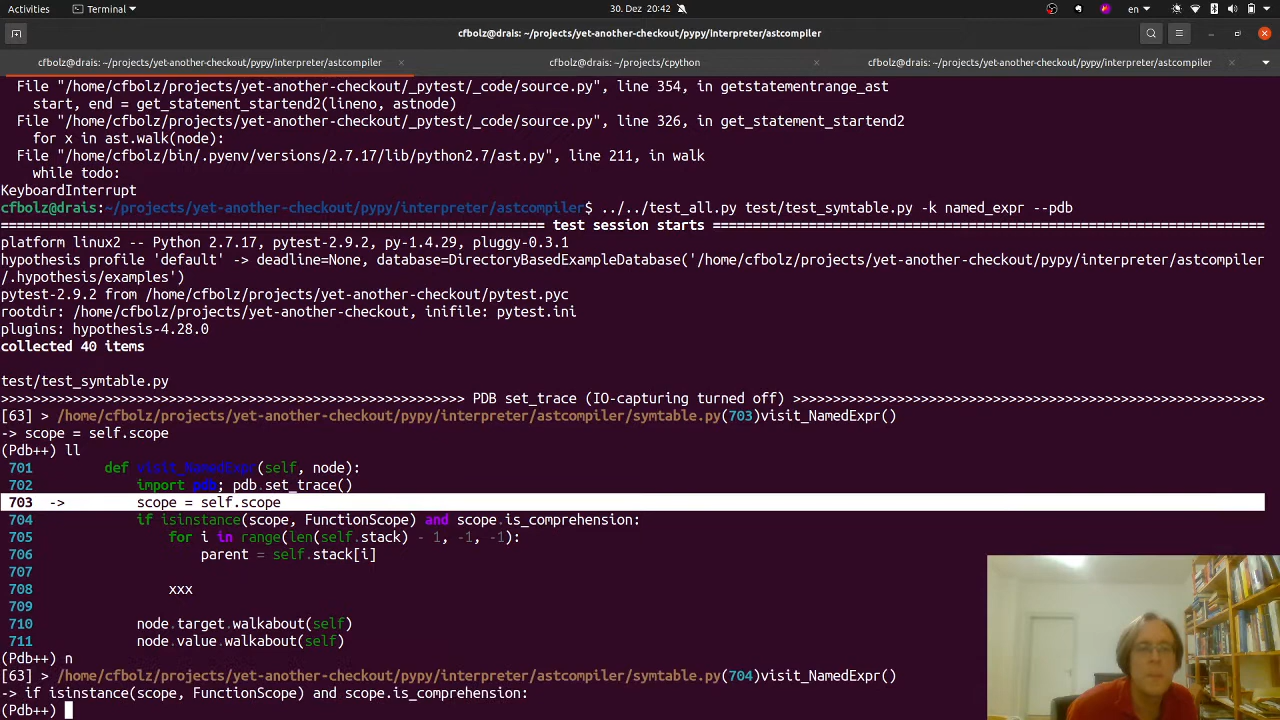 Activities
Terminal
30. Dez 20:42
en
cfbolz@drais: ~/projects/yet-another-checkout/pypy/interpreter/astcompiler
cfbolz@drais: ~/projects/yet-another-checkout/pypy/interpreter/astcompiler
cfbolz@drais: ~/projects/cpython
cfbolz@drais: ~/projects/yet-another-checkout/pypy/interpreter/astcompiler
File "/home/cfbolz/projects/yet-another-checkout/_pytest/_code/source.py", line 354, in getstatementrange_ast
start, end = get_statement_startend2(lineno, astnode)
File "/home/cfbolz/projects/yet-another-checkout/_pytest/_code/source.py", line 326, in get_statement_startend2
for x in ast.walk(node):
File "/home/cfbolz/bin/.pyenv/versions/2.7.17/lib/python2.7/ast.py", line 211, in walk
while todo:
KeyboardInterrupt
cfbolz@drais:~/projects/yet-another-checkout/pypy/interpreter/astcompiler$ ../../test_all.py test/test_symtable.py -k named_expr --pdb
==================================================================== test session starts =====================================================================
platform linux2 -- Python 2.7.17, pytest-2.9.2, py-1.4.29, pluggy-0.3.1
hypothesis profile 'default' -> deadline=None, database=DirectoryBasedExampleDatabase('/home/cfbolz/projects/yet-another-checkout/pypy/interpreter/astcompiler
/.hypothesis/examples')
pytest-2.9.2 from /home/cfbolz/projects/yet-another-checkout/pytest.pyc
rootdir: /home/cfbolz/projects/yet-another-checkout, inifile: pytest.ini
plugins: hypothesis-4.28.0
collected 40 items
test/test_symtable.py
>>>>>>>>>>>>>>>>>>>>>>>>>>>>>>>>>>>>>>>>>>>>>>>>>>>>>>>>>> PDB set_trace (IO-capturing turned off) >>>>>>>>>>>>>>>>>>>>>>>>>>>>>>>>>>>>>>>>>>>>>>>>>>>>>>>>>>>
[63] > /home/cfbolz/projects/yet-another-checkout/pypy/interpreter/astcompiler/symtable.py(703)visit_NamedExpr()
-> scope = self.scope
(Pdb++) ll
701 def visit_NamedExpr(self, node):
702 import pdb; pdb.set_trace()
703 -> scope = self.scope
704 if isinstance(scope, FunctionScope) and scope.is_comprehension:
705 for i in range(len(self.stack) - 1, -1, -1):
706 parent = self.stack[i]
707
708 xxx
709
710 node.target.walkabout(self)
711 node.value.walkabout(self)
(Pdb++) n
[63] > /home/cfbolz/projects/yet-another-checkout/pypy/interpreter/astcompiler/symtable.py(704)visit_NamedExpr()
-> if isinstance(scope, FunctionScope) and scope.is_comprehension:
(Pdb++)